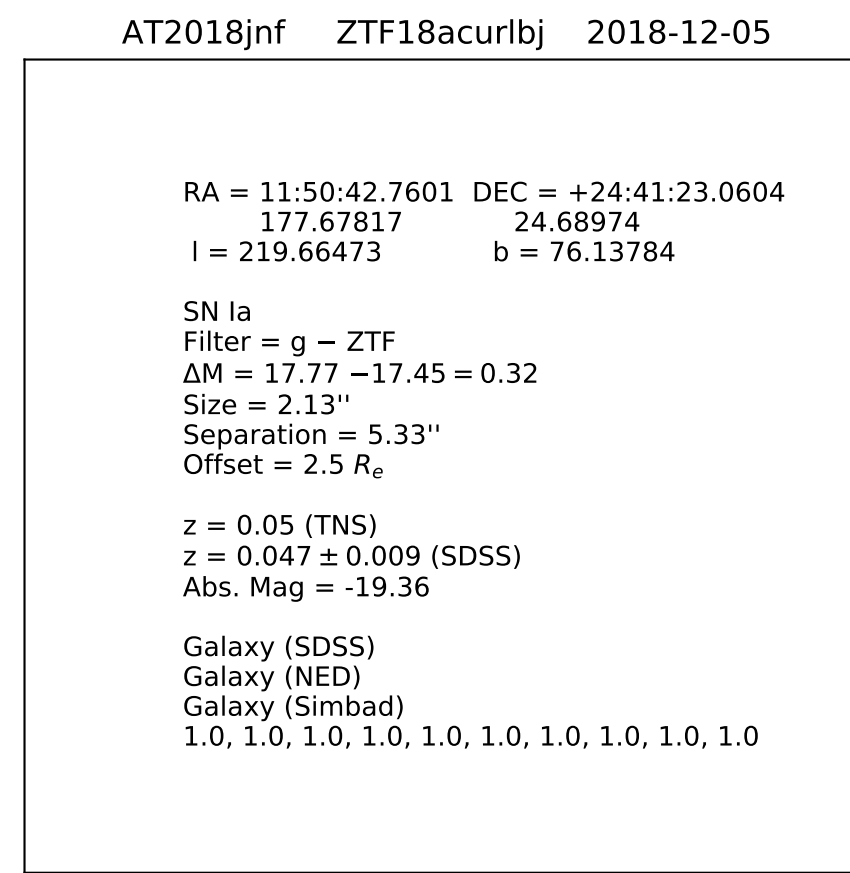 AT2018jnf ZTF18acurlbj 2018-12-05
RA = 11:50:42.7601 DEC = +24:41:23.0604
177.67817 24.68974
l = 219.66473 b = 76.13784
SN Ia
Filter = g − ZTF
ΔM = 17.77 −17.45 = 0.32
Size = 2.13''
Separation = 5.33''
Offset = 2.5 Rₑ
z = 0.05 (TNS)
z = 0.047 ± 0.009 (SDSS)
Abs. Mag = -19.36
Galaxy (SDSS)
Galaxy (NED)
Galaxy (Simbad)
1.0, 1.0, 1.0, 1.0, 1.0, 1.0, 1.0, 1.0, 1.0, 1.0